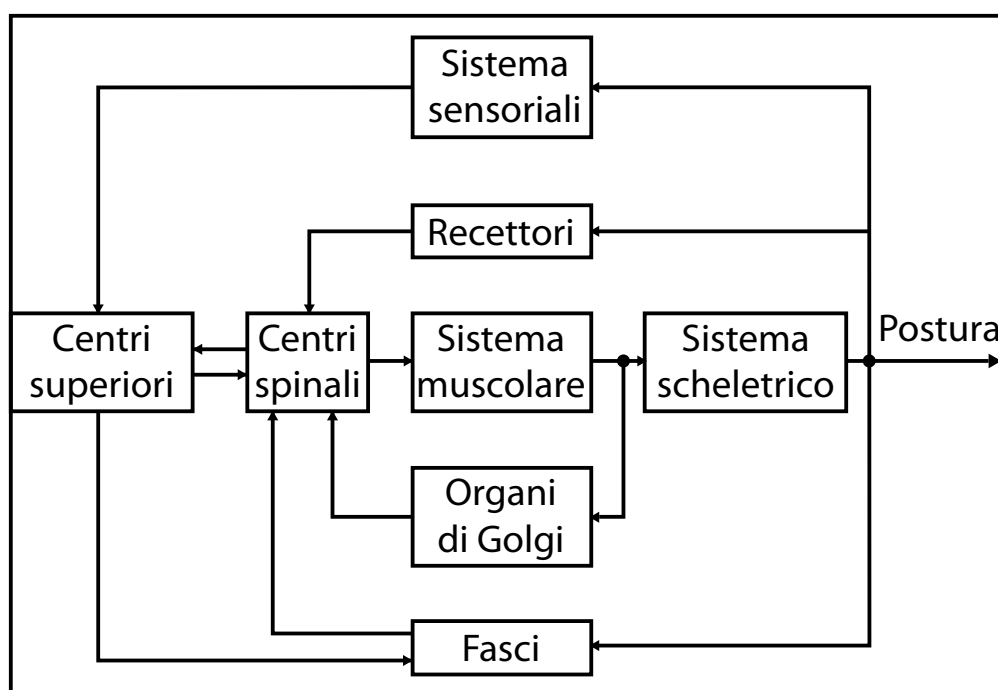 Sistema
sensoriali
Recettori
Centri
superiori
Centri
spinali
Sistema
muscolare
Sistema
scheletrico
Postura
Organi
di Golgi
Fasci